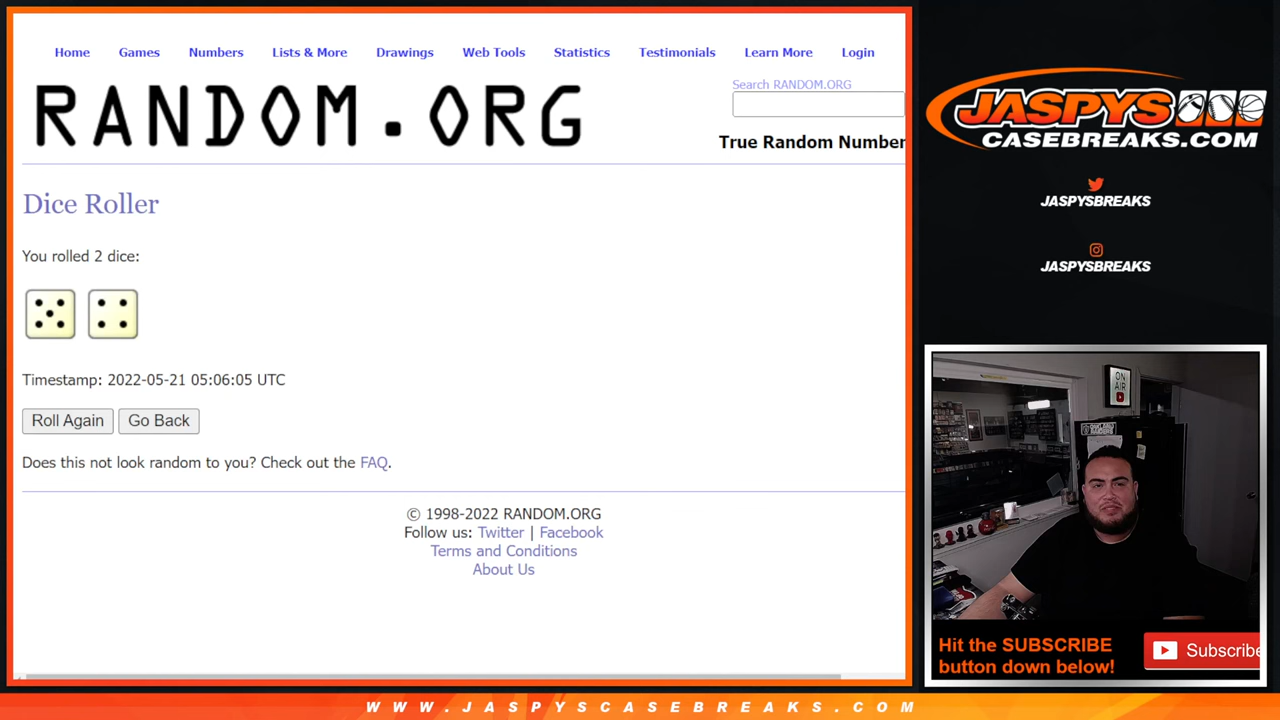 Home Games Numbers Lists & More Drawings Web Tools Statistics Testimonials Learn More Login
RANDOM.ORG
Search RANDOM.ORG
True Random Number
Dice Roller
You rolled 2 dice:
Timestamp: 2022-05-21 05:06:05 UTC
Roll Again Go Back
Does this not look random to you? Check out the FAQ.
© 1998-2022 RANDOM.ORG
Follow us: Twitter | Facebook
Terms and Conditions
About Us
JASPYS
CASEBREAKS.COM
JASPYSBREAKS
JASPYSBREAKS
ON
AIR
Hit the SUBSCRIBE
button down below!
Subscribe
WWW.JASPYSCASEBREAKS.COM